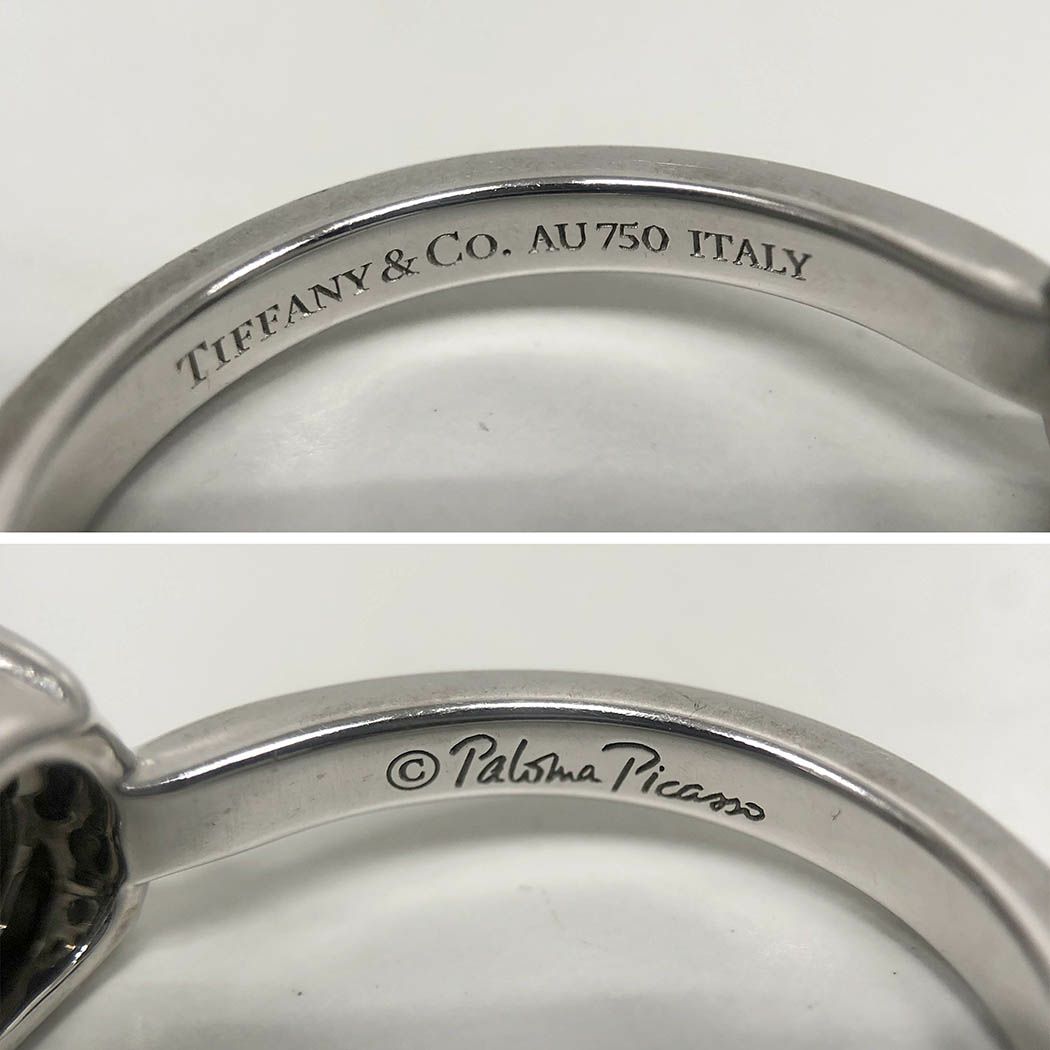 TIFFANY & CO. AU750 ITALY
© Paloma Picasso